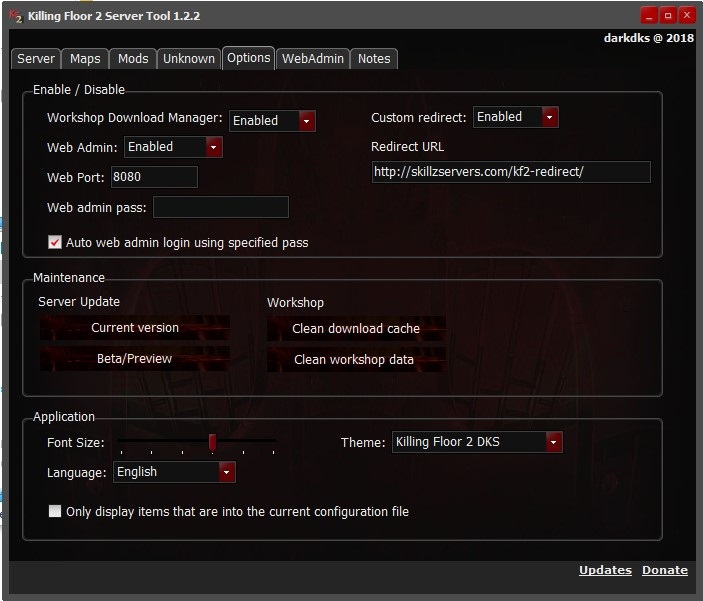 Killing Floor 2 Server Tool 1.2.2
darkdks @ 2018
Server Maps Mods Unknown Options WebAdmin Notes
Enable / Disable
Workshop Download Manager: Enabled
Custom redirect: Enabled
Web Admin: Enabled
Redirect URL
Web Port: 8080
http://skillzservers.com/kf2-redirect/
Web admin pass:
Auto web admin login using specified pass
Maintenance
Server Update
Workshop
Current version
Clean download cache
Beta/Preview
Clean workshop data
Application
Font Size:
Theme: Killing Floor 2 DKS
Language: English
Only display items that are into the current configuration file
Updates Donate